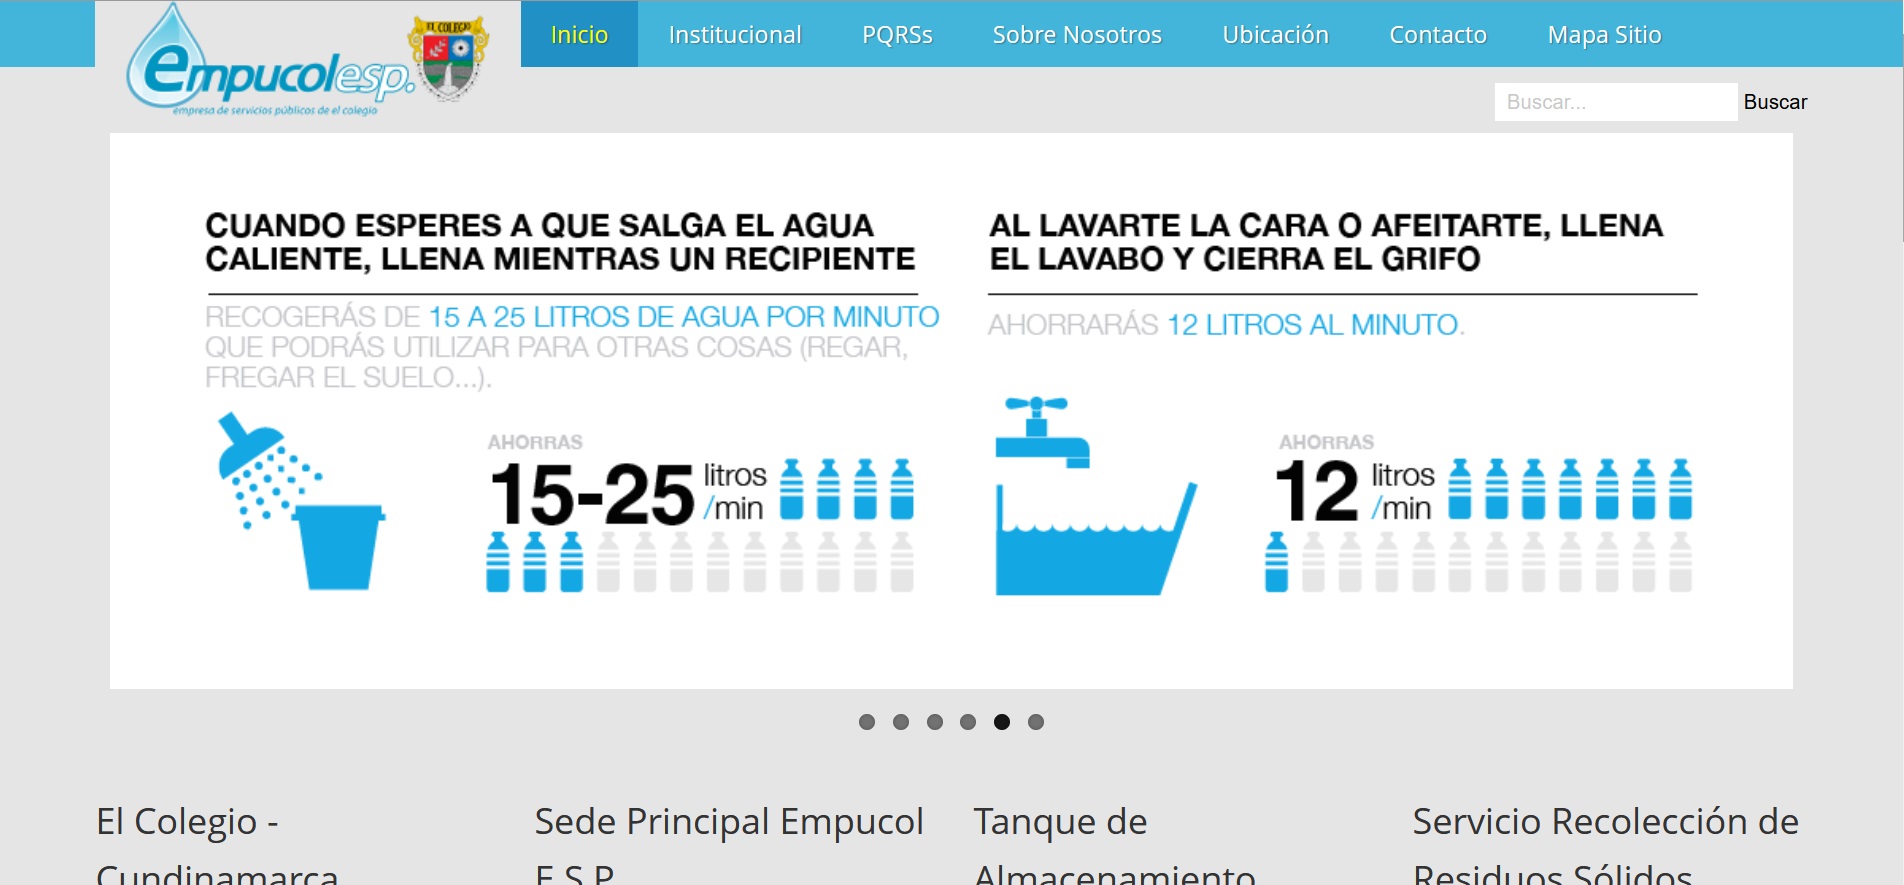 EL COLEGIO
empucol esp.
empresa de servicios públicos de el colegio
Inicio
Institucional
PQRSs
Sobre Nosotros
Ubicación
Contacto
Mapa Sitio
Buscar...
Buscar
CUANDO ESPERES A QUE SALGA EL AGUA
CALIENTE, LLENA MIENTRAS UN RECIPIENTE
RECOGERÁS DE 15 A 25 LITROS DE AGUA POR MINUTO
QUE PODRÁS UTILIZAR PARA OTRAS COSAS (REGAR,
FREGAR EL SUELO...).
AHORRAS
15-25 litros
/min
AL LAVARTE LA CARA O AFEITARTE, LLENA
EL LAVABO Y CIERRA EL GRIFO
AHORRARÁS 12 LITROS AL MINUTO.
AHORRAS
12 litros
/min
El Colegio -
Cundinamarca
Sede Principal Empucol
E.S.P
Tanque de
Almacenamiento
Servicio Recolección de
Residuos Sólidos